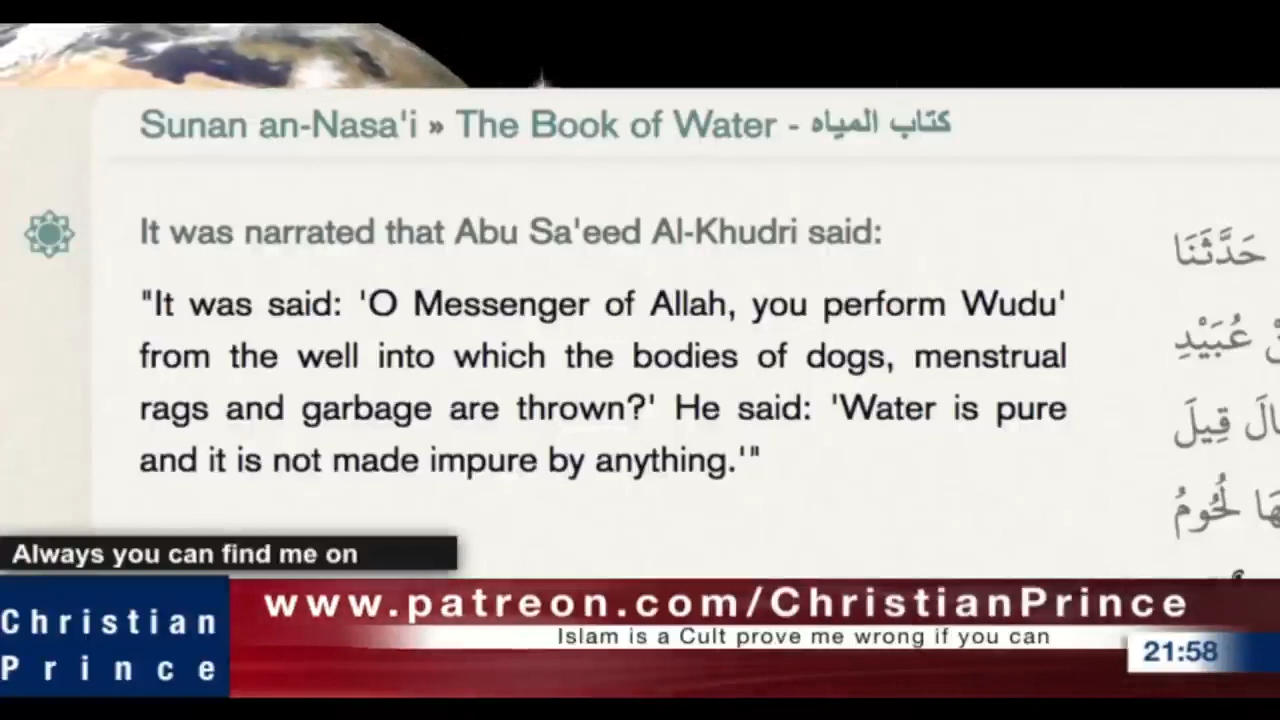 Sunan an-Nasa'i » The Book of Water - كتاب المياه
It was narrated that Abu Sa'eed Al-Khudri said:
"It was said: 'O Messenger of Allah, you perform Wudu'
from the well into which the bodies of dogs, menstrual
rags and garbage are thrown?' He said: 'Water is pure
and it is not made impure by anything.'"
حَدَّثَنَا
عُبَيْدِ
قِيلَ
لُحُومُ
Always you can find me on
Christian
Prince
www.patreon.com/ChristianPrince
Islam is a Cult prove me wrong if you can
21:58